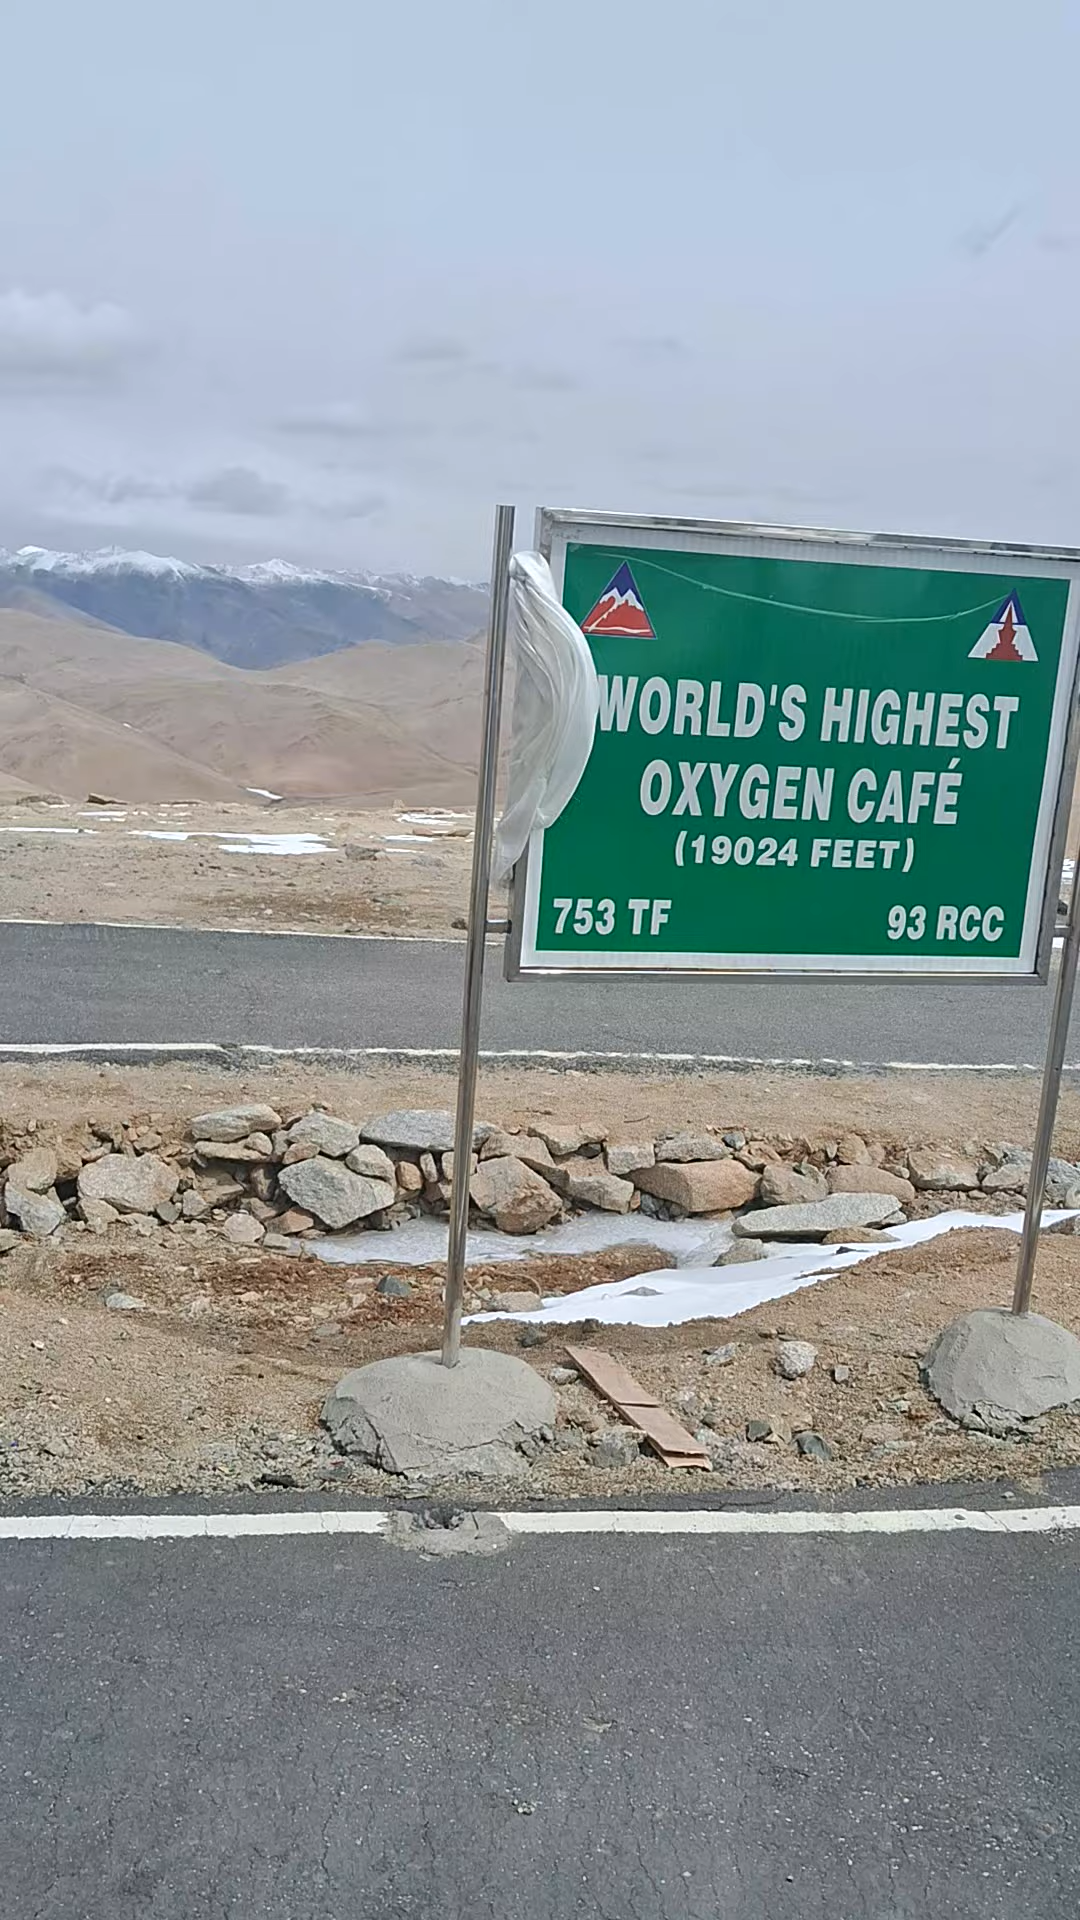 WORLD'S HIGHEST
OXYGEN CAFÉ
(19024 FEET)
753 TF 93 RCC